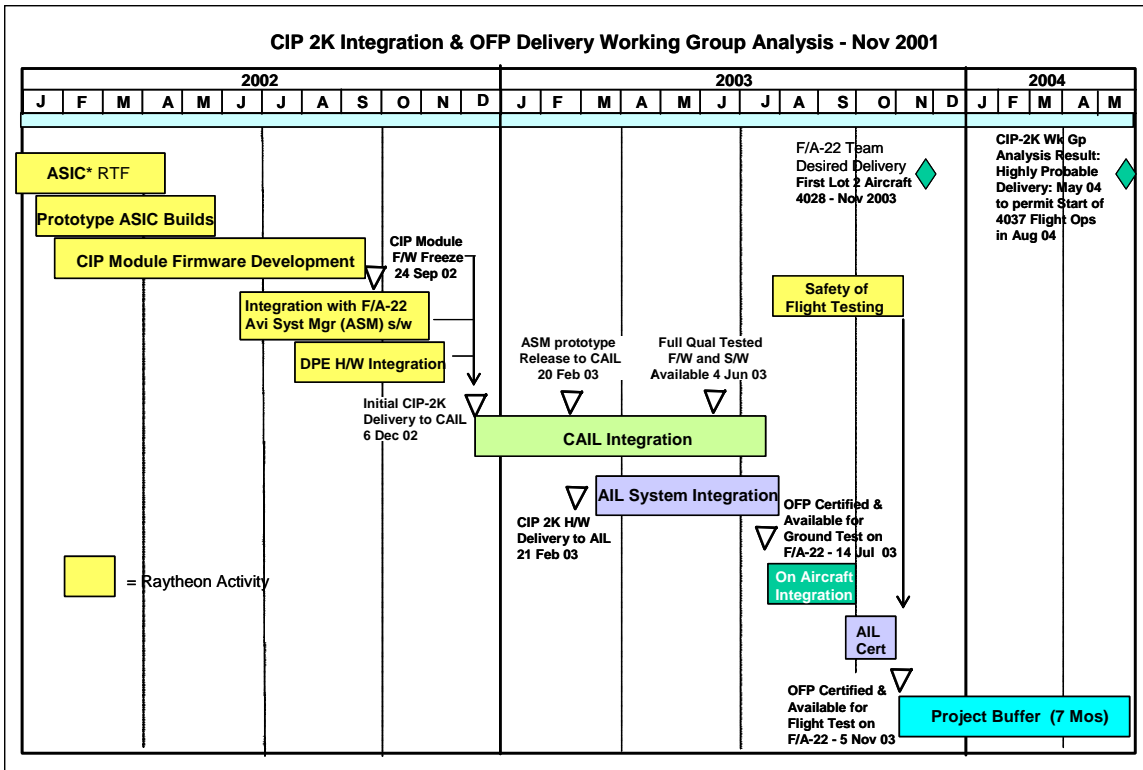 CIP 2K Integration & OFP Delivery Working Group Analysis - Nov 2001
2002
2003
2004
J F M A M J J A S O N D J F M A M J J A S O N D J F M A M
ASIC* RTF
Prototype ASIC Builds
CIP Module Firmware Development
CIP Module
F/W Freeze
24 Sep 02
Integration with F/A-22
Avi Syst Mgr (ASM) s/w
DPE H/W Integration
Initial CIP-2K
Delivery to CAIL
6 Dec 02
F/A-22 Team
Desired Delivery
First Lot 2 Aircraft
4028 - Nov 2003
CIP-2K Wk Gp
Analysis Result:
Highly Probable
Delivery: May 04
to permit Start of
4037 Flight Ops
in Aug 04
Safety of
Flight Testing
ASM prototype
Release to CAIL
20 Feb 03
Full Qual Tested
F/W and S/W
Available 4 Jun 03
CAIL Integration
AIL System Integration
CIP 2K H/W
Delivery to AIL
21 Feb 03
OFP Certified &
Available for
Ground Test on
F/A-22 - 14 Jul 03
On Aircraft
Integration
AIL
Cert
OFP Certified &
Available for
Flight Test on
F/A-22 - 5 Nov 03
Project Buffer (7 Mos)
= Raytheon Activity